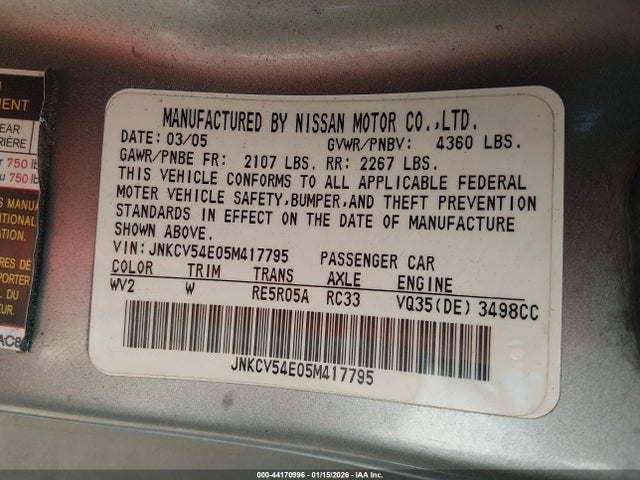 MANUFACTURED BY NISSAN MOTOR CO.,LTD.
DATE: 03/05 GVWR/PNBV: 4360 LBS.
GAWR/PNBE FR: 2107 LBS. RR: 2267 LBS.
THIS VEHICLE CONFORMS TO ALL APPLICABLE FEDERAL
MOTER VEHICLE SAFETY,BUMPER,AND THEFT PREVENTION
STANDARDS IN EFFECT ON THE DATE OF MANUFACTURE
SHOWN ABOVE.
VIN: JNKCV54E05M417795 PASSENGER CAR
COLOR TRIM TRANS AXLE ENGINE
WV2 W RE5R05A RC33 VQ35(DE) 3498CC
JNKCV54E05M417795
750
750
000-44170996 - 01/15/2026 - IAA, Inc.